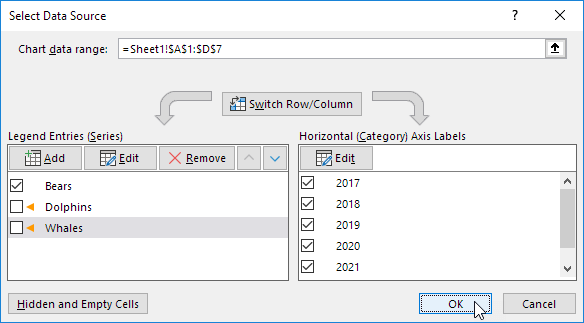 Select Data Source
? ×
Chart data range: =Sheet1!$A$1:$D$7
Switch Row/Column
Legend Entries (Series)
Add Edit Remove
Bears
Dolphins
Whales
Horizontal (Category) Axis Labels
Edit
2017
2018
2019
2020
2021
Hidden and Empty Cells
OK Cancel